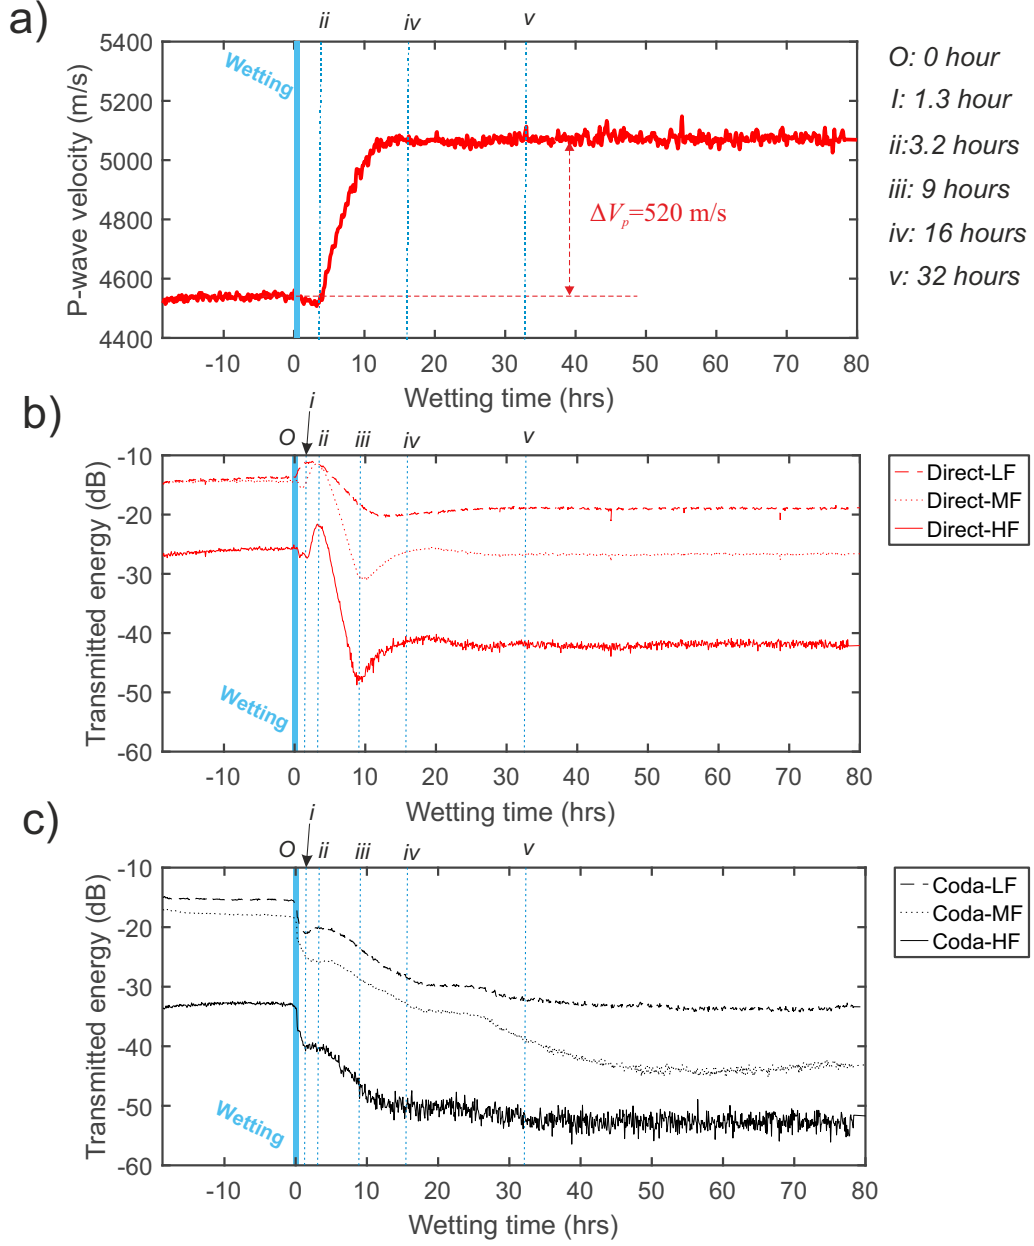 a)
ii iv v
5400
5200
5000
4800
4600
4400
P-wave velocity (m/s)
Wetting
ΔVp=520 m/s
-10 0 10 20 30 40 50 60 70 80
Wetting time (hrs)
O: 0 hour
I: 1.3 hour
ii:3.2 hours
iii: 9 hours
iv: 16 hours
v: 32 hours
b)
i
O ii iii iv v
-10
-20
-30
-40
-50
-60
Transmitted energy (dB)
Wetting
-10 0 10 20 30 40 50 60 70 80
Wetting time (hrs)
Direct-LF
Direct-MF
Direct-HF
c)
i
O ii iii iv v
-10
-20
-30
-40
-50
-60
Transmitted energy (dB)
Wetting
-10 0 10 20 30 40 50 60 70 80
Wetting time (hrs)
Coda-LF
Coda-MF
Coda-HF